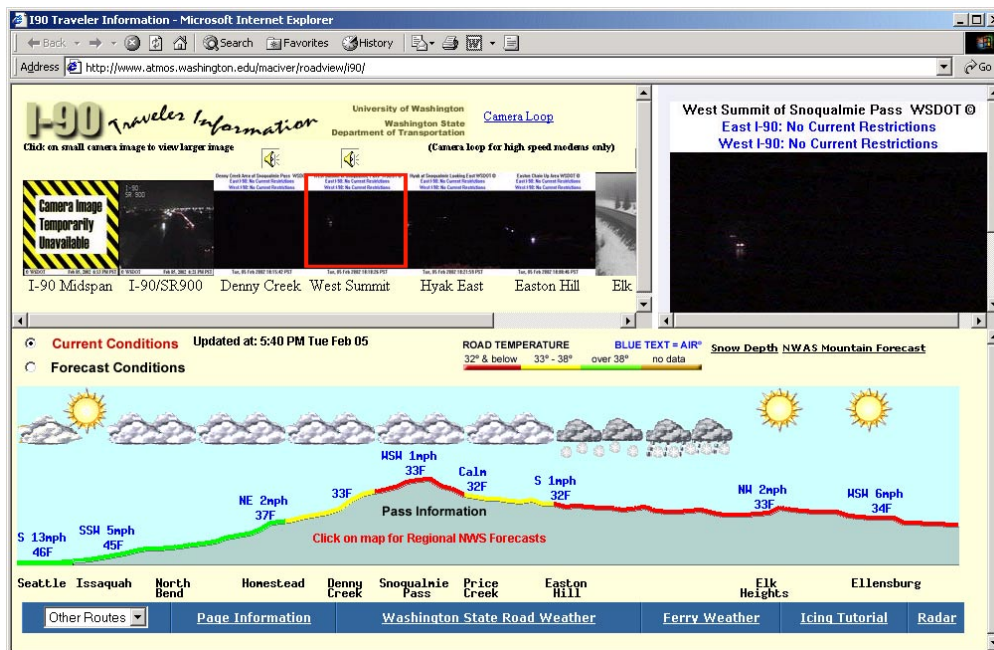 I90 Traveler Information - Microsoft Internet Explorer
Back
Search
Favorites
History
Address
http://www.atmos.washington.edu/maciver/roadview/i90/
Go
I-90 Traveler Information
University of Washington
Washington State
Department of Transportation
Camera Loop
Click on small camera image to view larger image
(Camera loop for high speed modems only)
Camera Image
Temporarily
Unavailable
I-90
SR 900
I-90 Midspan
I-90/SR900
Denny Creek
West Summit
Hyak East
Easton Hill
Elk
West Summit of Snoqualmie Pass WSDOT ©
East I-90: No Current Restrictions
West I-90: No Current Restrictions
Current Conditions
Updated at: 5:40 PM Tue Feb 05
Forecast Conditions
ROAD TEMPERATURE
BLUE TEXT = AIR°
32° & below
33° - 38°
over 38°
no data
Snow Depth
NWAS Mountain Forecast
S 13mph
46F
SSW 5mph
45F
NE 2mph
37F
33F
WSW 1mph
33F
Calm
32F
S 1mph
32F
NW 2mph
33F
WSW 6mph
34F
Pass Information
Click on map for Regional NWS Forecasts
Seattle
Issaquah
North
Bend
Homestead
Denny
Creek
Snoqualmie
Pass
Price
Creek
Easton
Hill
Elk
Heights
Ellensburg
Other Routes
Page Information
Washington State Road Weather
Ferry Weather
Icing Tutorial
Radar